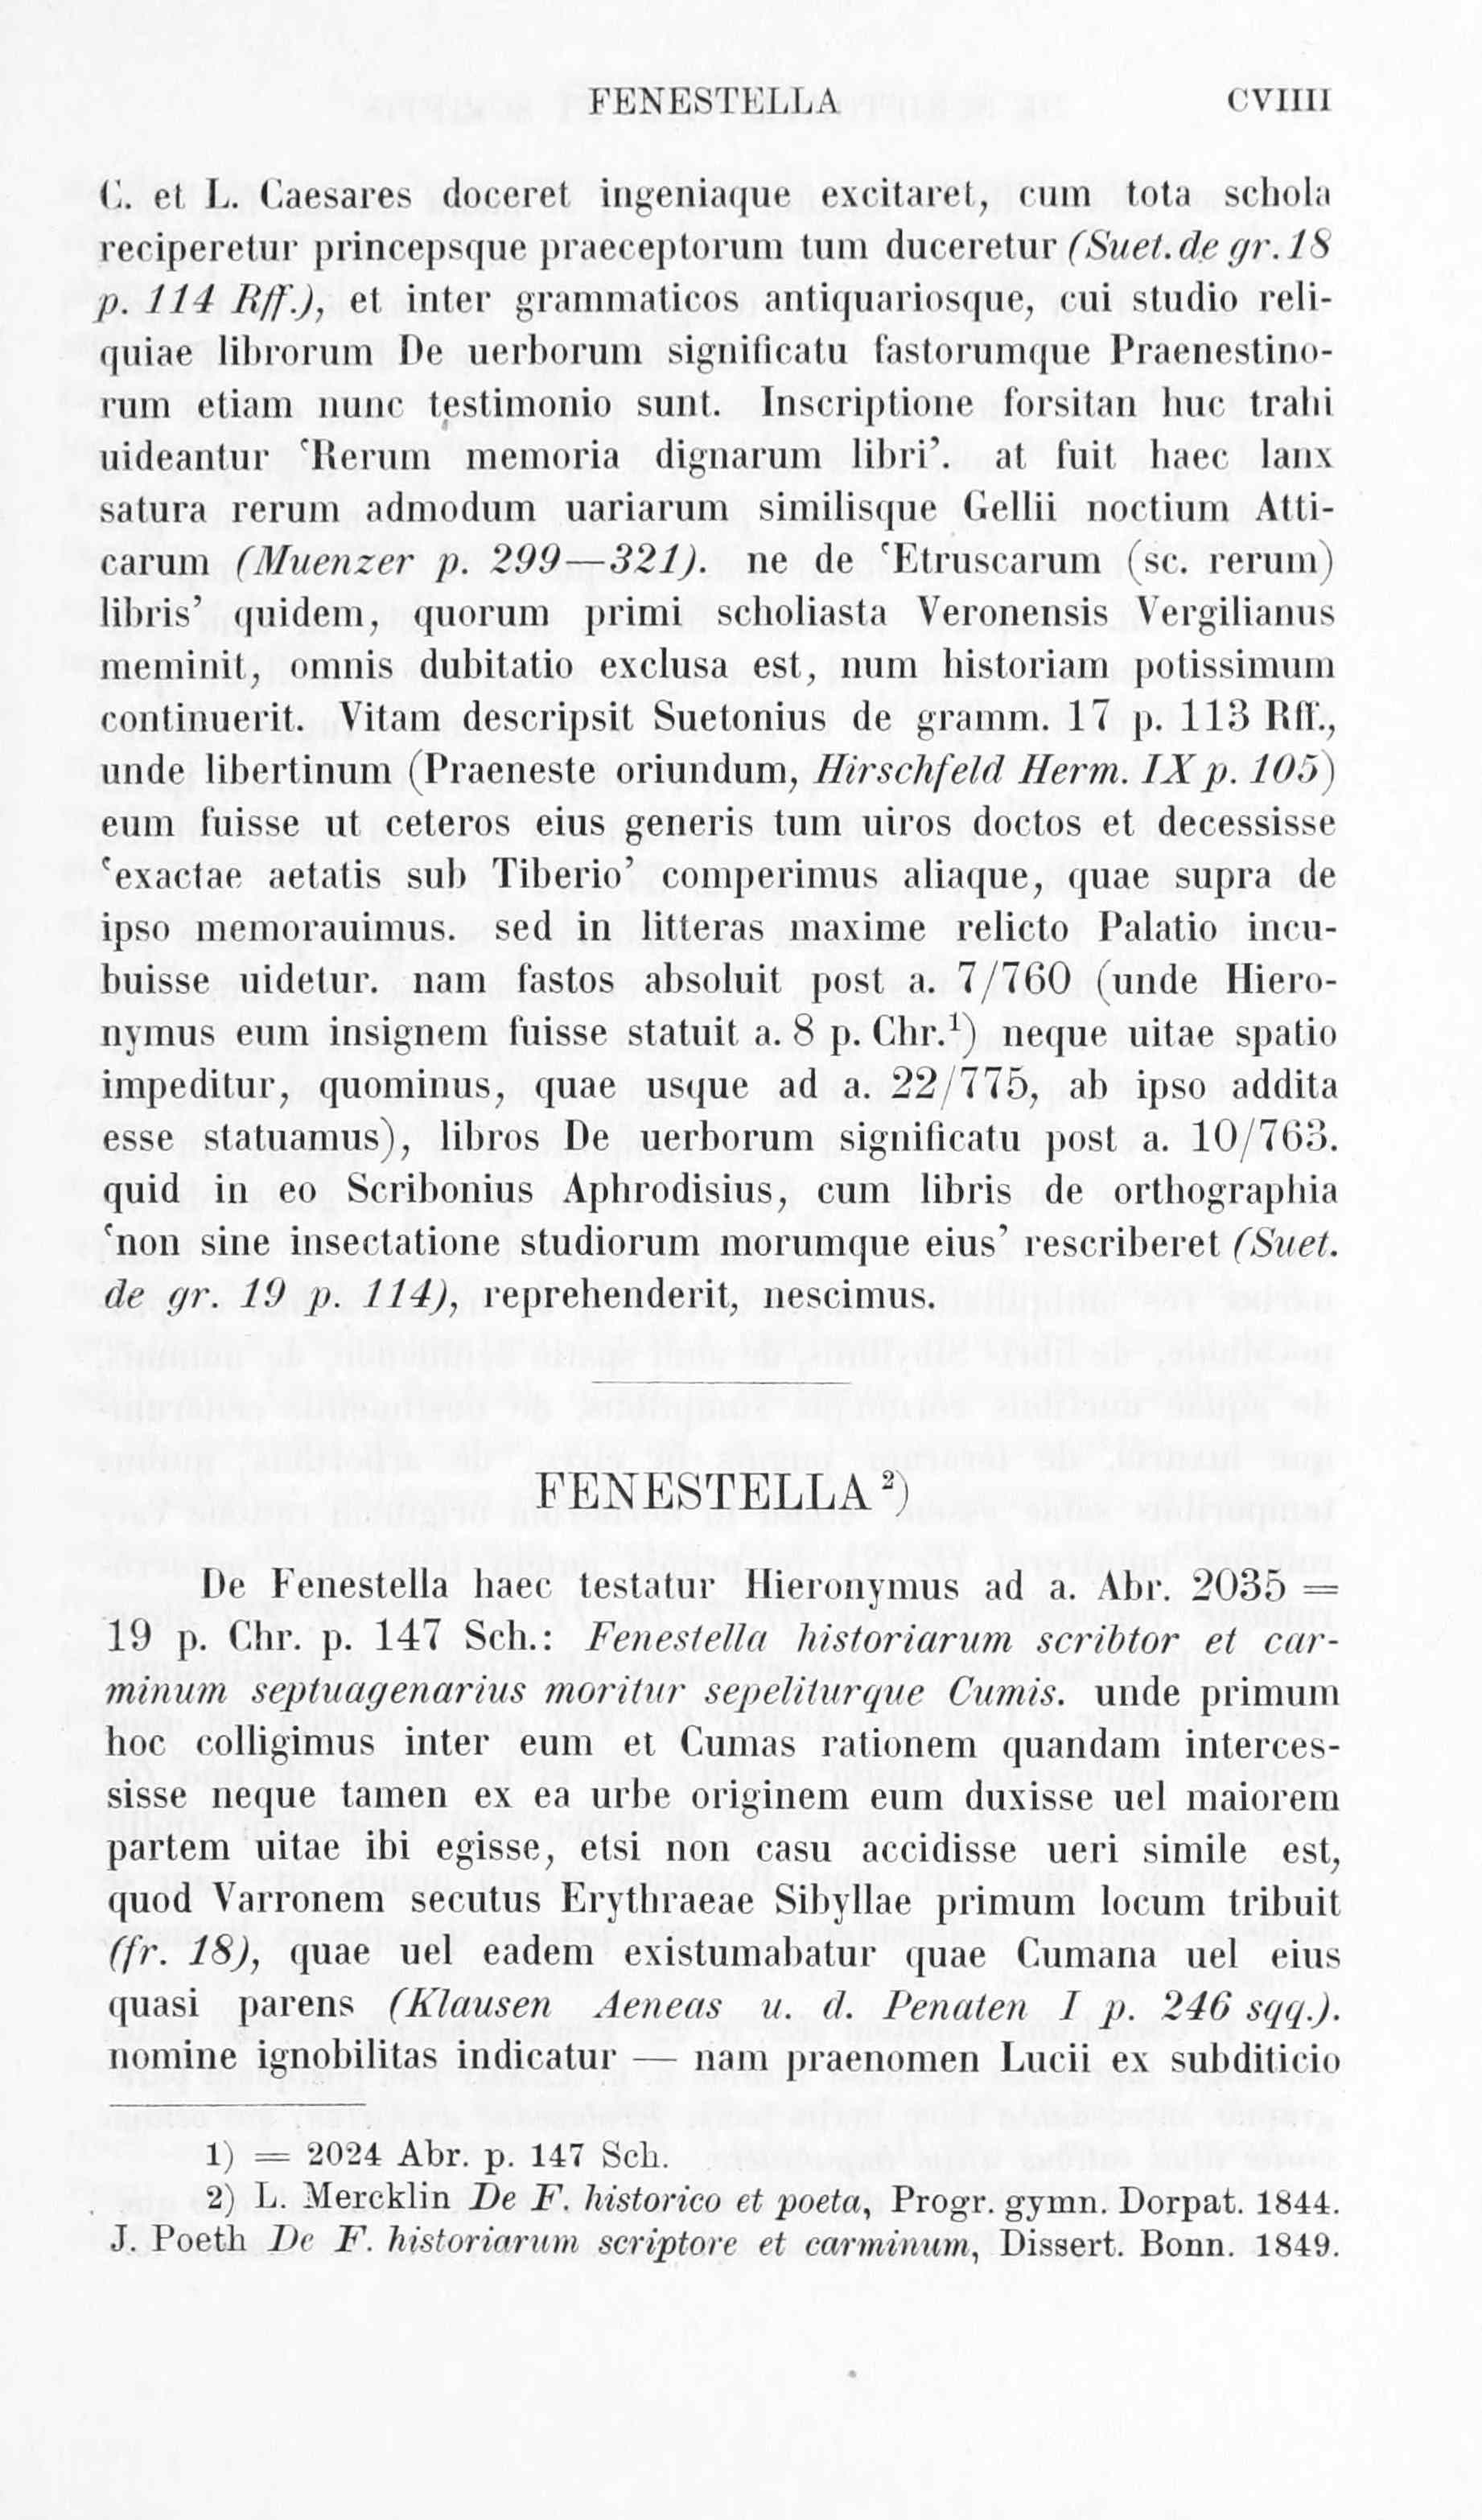 FENESTELLA CVIIII
C. et L. Caesares doceret ingeniaque excitaret, cum tota schola
reciperetur princepsque praeceptorum tum duceretur (Suet. de gr. 18
p. 114 Rff.), et inter grammaticos antiquariosque, cui studio reli-
quiae librorum De uerborum significatu fastorumque Praenestino-
rum etiam nunc testimonio sunt. Inscriptione forsitan huc trahi
uideantur ‘Rerum memoria dignarum libri’. at fuit haec lanx
satura rerum admodum uariarum similisque Gellii noctium Atti-
carum (Muenzer p. 299—321). ne de ‘Etruscarum (sc. rerum)
libris’ quidem, quorum primi scholiasta Veronensis Vergilianus
meminit, omnis dubitatio exclusa est, num historiam potissimum
continuerit. Vitam descripsit Suetonius de gramm. 17 p. 113 Rff.,
unde libertinum (Praeneste oriundum, Hirschfeld Herm. IX p. 105)
eum fuisse ut ceteros eius generis tum uiros doctos et decessisse
‘exactae aetatis sub Tiberio’ comperimus aliaque, quae supra de
ipso memorauimus. sed in litteras maxime relicto Palatio incu-
buisse uidetur. nam fastos absoluit post a. 7/760 (unde Hiero-
nymus eum insignem fuisse statuit a. 8 p. Chr.¹) neque uitae spatio
impeditur, quominus, quae usque ad a. 22/775, ab ipso addita
esse statuamus), libros De uerborum significatu post a. 10/763.
quid in eo Scribonius Aphrodisius, cum libris de orthographia
‘non sine insectatione studiorum morumque eius’ rescriberet (Suet.
de gr. 19 p. 114), reprehenderit, nescimus.
FENESTELLA ²)
De Fenestella haec testatur Hieronymus ad a. Abr. 2035 =
19 p. Chr. p. 147 Sch.: Fenestella historiarum scribtor et car-
minum septuagenarius moritur sepeliturque Cumis. unde primum
hoc colligimus inter eum et Cumas rationem quandam interces-
sisse neque tamen ex ea urbe originem eum duxisse uel maiorem
partem uitae ibi egisse, etsi non casu accidisse ueri simile est,
quod Varronem secutus Erythraeae Sibyllae primum locum tribuit
(fr. 18), quae uel eadem existumabatur quae Cumana uel eius
quasi parens (Klausen Aeneas u. d. Penaten I p. 246 sqq.).
nomine ignobilitas indicatur — nam praenomen Lucii ex subditicio
1) = 2024 Abr. p. 147 Sch.
2) L. Mercklin De F. historico et poeta, Progr. gymn. Dorpat. 1844.
J. Poeth De F. historiarum scriptore et carminum, Dissert. Bonn. 1849.